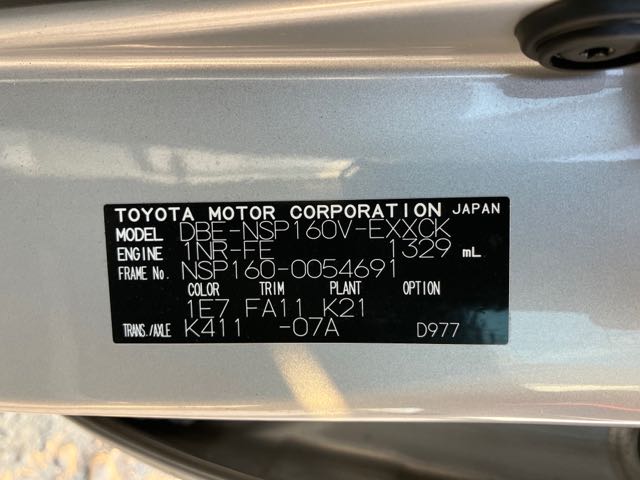 TOYOTA MOTOR CORPORATION JAPAN
MODEL DBE-NSP160V-EXXCK
ENGINE 1NR-FE 1329 mL
FRAME No. NSP160-0054691
COLOR TRIM PLANT OPTION
1E7 FA11 K21
TRANS./AXLE K411 -07A D977